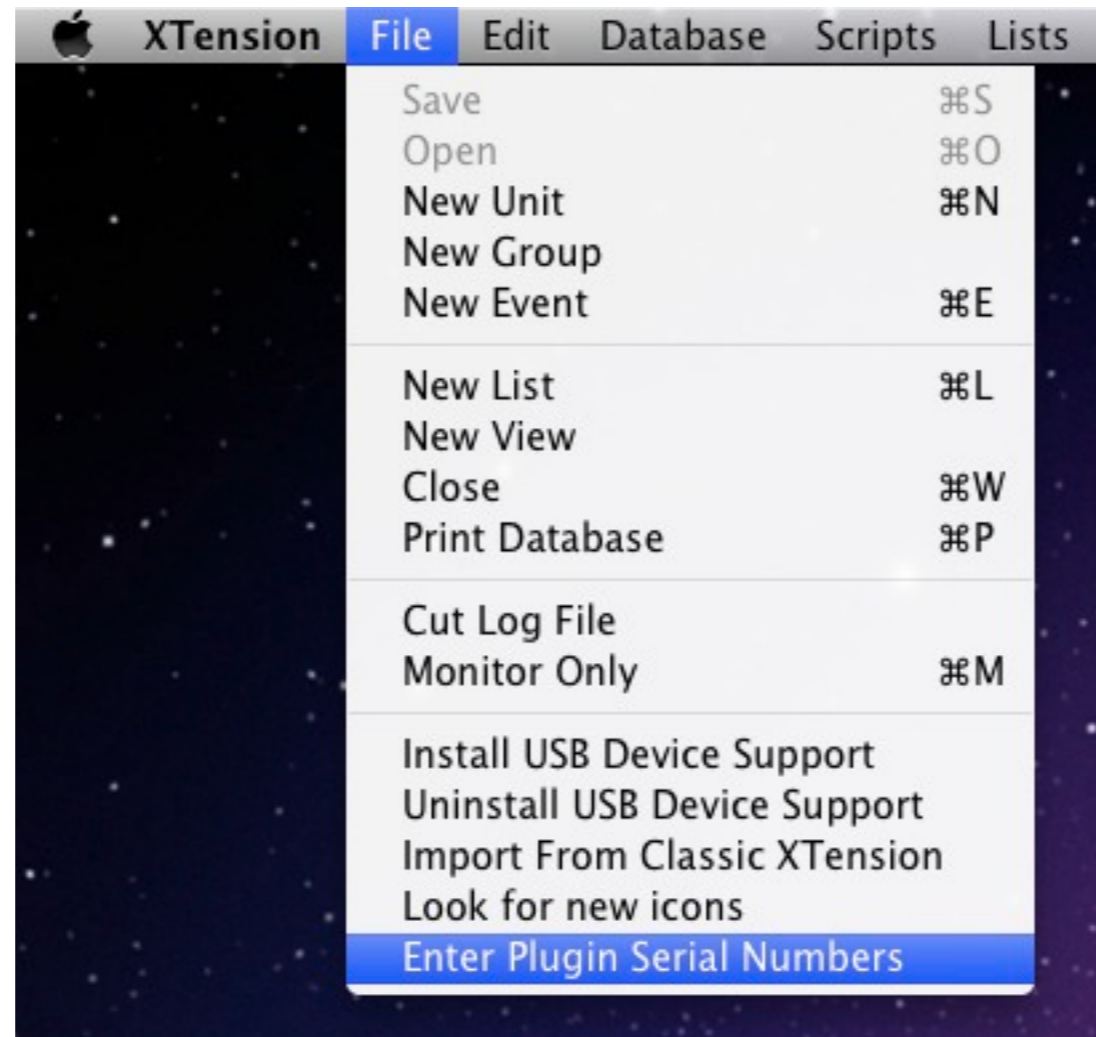 XTension File Edit Database Scripts Lists
Save ⌘S
Open ⌘O
New Unit ⌘N
New Group
New Event ⌘E
New List ⌘L
New View
Close ⌘W
Print Database ⌘P
Cut Log File
Monitor Only ⌘M
Install USB Device Support
Uninstall USB Device Support
Import From Classic XTension
Look for new icons
Enter Plugin Serial Numbers